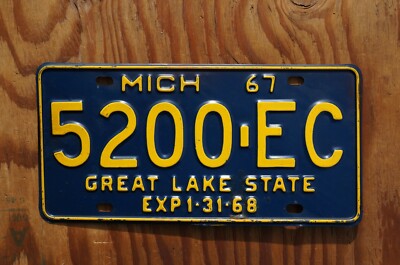 MICH 67
5200-EC
GREAT LAKE STATE
EXP 1-31-68